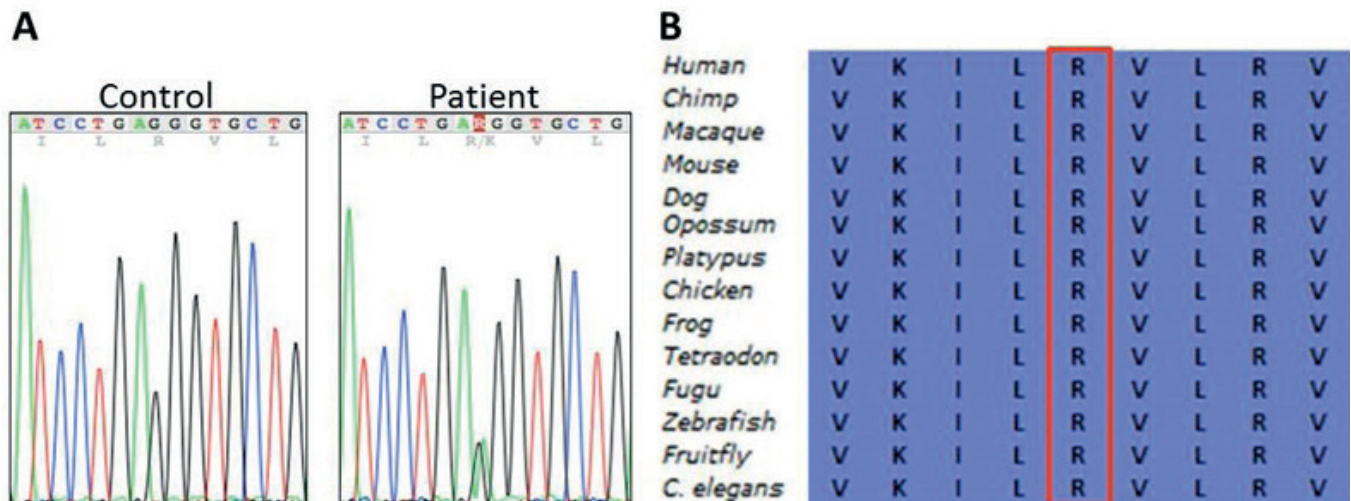 A
B
Control
Patient
ATCCTGAGGGTGCTG
I L R V L
ATCCTGARGGTGCTG
I L R/K V L
Human V K I L R V L R V
Chimp V K I L R V L R V
Macaque V K I L R V L R V
Mouse V K I L R V L R V
Dog V K I L R V L R V
Opossum V K I L R V L R V
Platypus V K I L R V L R V
Chicken V K I L R V L R V
Frog V K I L R V L R V
Tetraodon V K I L R V L R V
Fugu V K I L R V L R V
Zebrafish V K I L R V L R V
Fruitfly V K I L R V L R V
C. elegans V K I L R V L R V